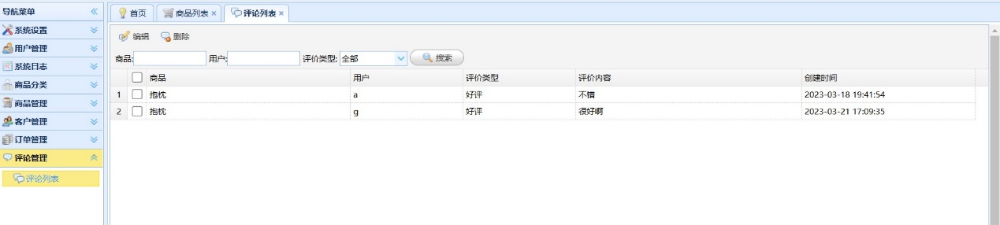 导航菜单
系统设置
用户管理
系统日志
商品分类
商品管理
客户管理
订单管理
评论管理
评论列表
首页 商品列表 × 评论列表 ×
编辑 删除
商品: 用户: 评价类型: 全部 搜索
商品 用户 评价类型 评价内容 创建时间
1 抱枕 a 好评 不错 2023-03-18 19:41:54
2 抱枕 g 好评 很好啊 2023-03-21 17:09:35